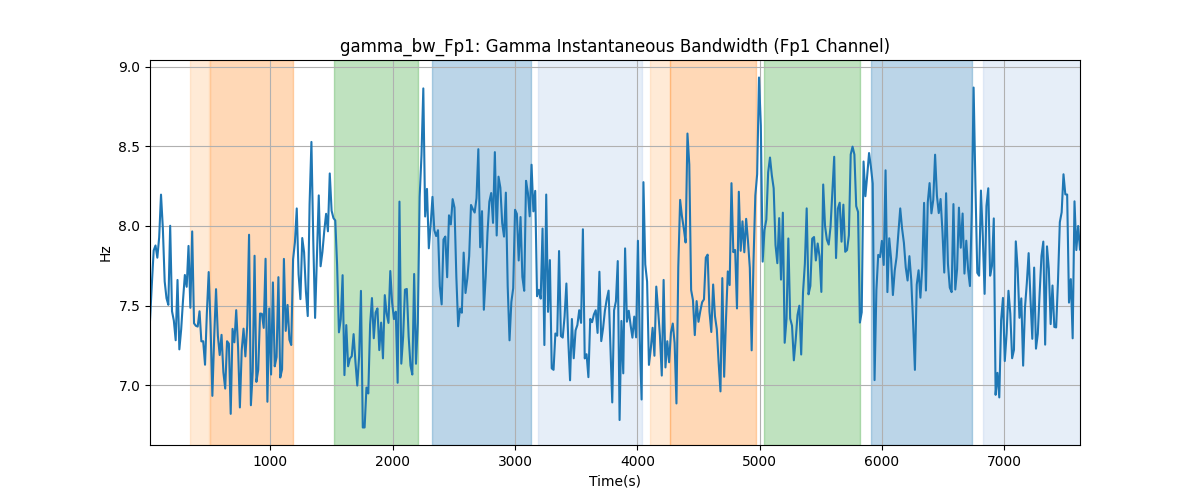 gamma_bw_Fp1: Gamma Instantaneous Bandwidth (Fp1 Channel)
9.0
8.5
8.0
7.5
7.0
Hz
1000 2000 3000 4000 5000 6000 7000
Time(s)